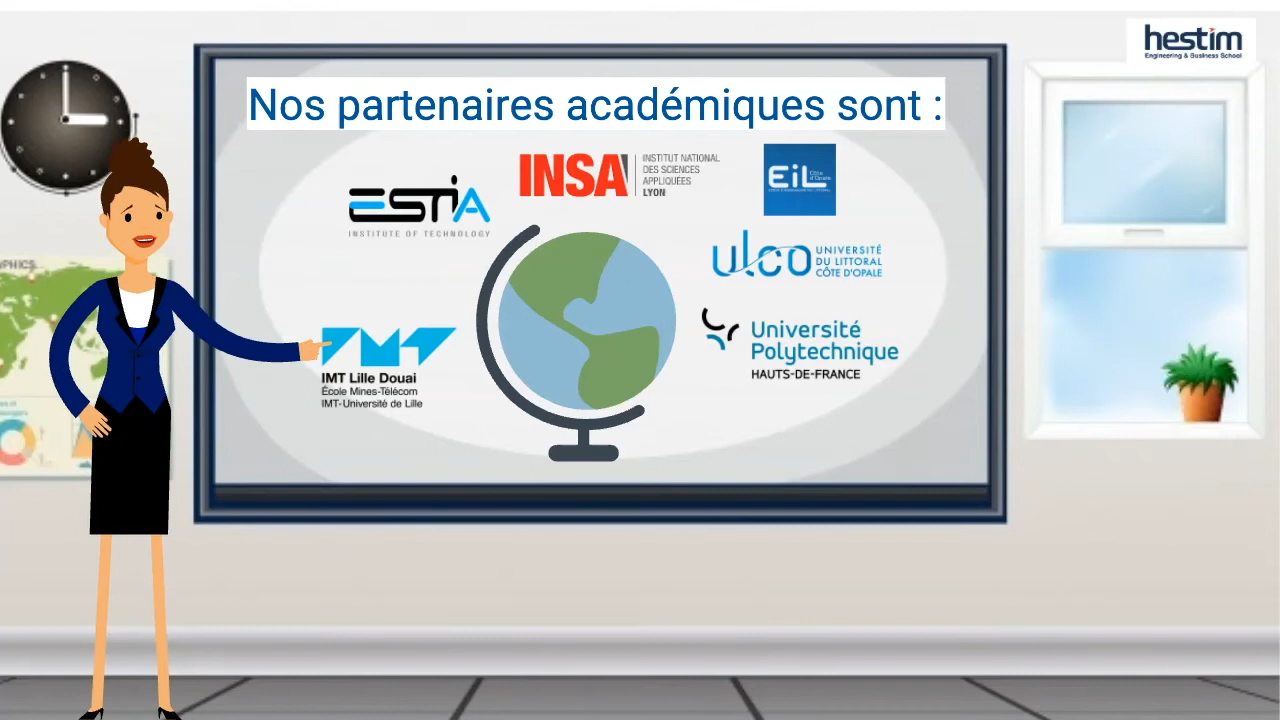 hestim
Engineering & Business School
Nos partenaires académiques sont :
ESTIA
INSTITUTE OF TECHNOLOGY
INSA
INSTITUT NATIONAL
DES SCIENCES
APPLIQUÉES
LYON
EiL
Côte
d'Opale
ulco
UNIVERSITÉ
DU LITTORAL
CÔTE D'OPALE
IMT
IMT Lille Douai
École Mines-Télécom
IMT-Université de Lille
Université
Polytechnique
HAUTS-DE-FRANCE